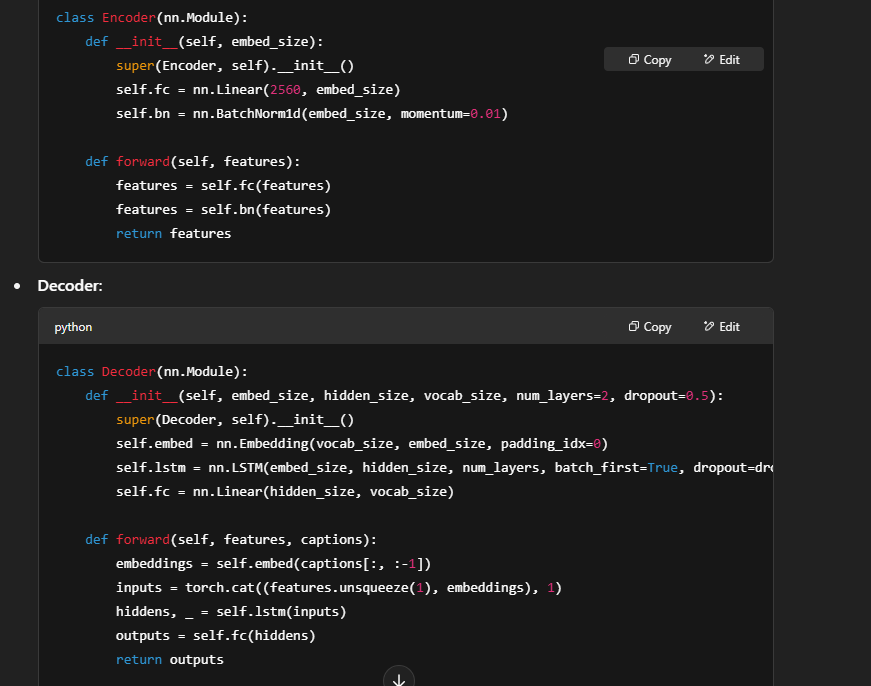 class Encoder(nn.Module):
    def __init__(self, embed_size):
        super(Encoder, self).__init__()
Copy Edit
        self.fc = nn.Linear(2560, embed_size)
        self.bn = nn.BatchNorm1d(embed_size, momentum=0.01)
    def forward(self, features):
        features = self.fc(features)
        features = self.bn(features)
        return features
• Decoder:
python Copy Edit
class Decoder(nn.Module):
    def __init__(self, embed_size, hidden_size, vocab_size, num_layers=2, dropout=0.5):
        super(Decoder, self).__init__()
        self.embed = nn.Embedding(vocab_size, embed_size, padding_idx=0)
        self.lstm = nn.LSTM(embed_size, hidden_size, num_layers, batch_first=True, dropout=
        self.fc = nn.Linear(hidden_size, vocab_size)
    def forward(self, features, captions):
        embeddings = self.embed(captions[:, :-1])
        inputs = torch.cat((features.unsqueeze(1), embeddings), 1)
        hiddens, _ = self.lstm(inputs)
        outputs = self.fc(hiddens)
        return outputs